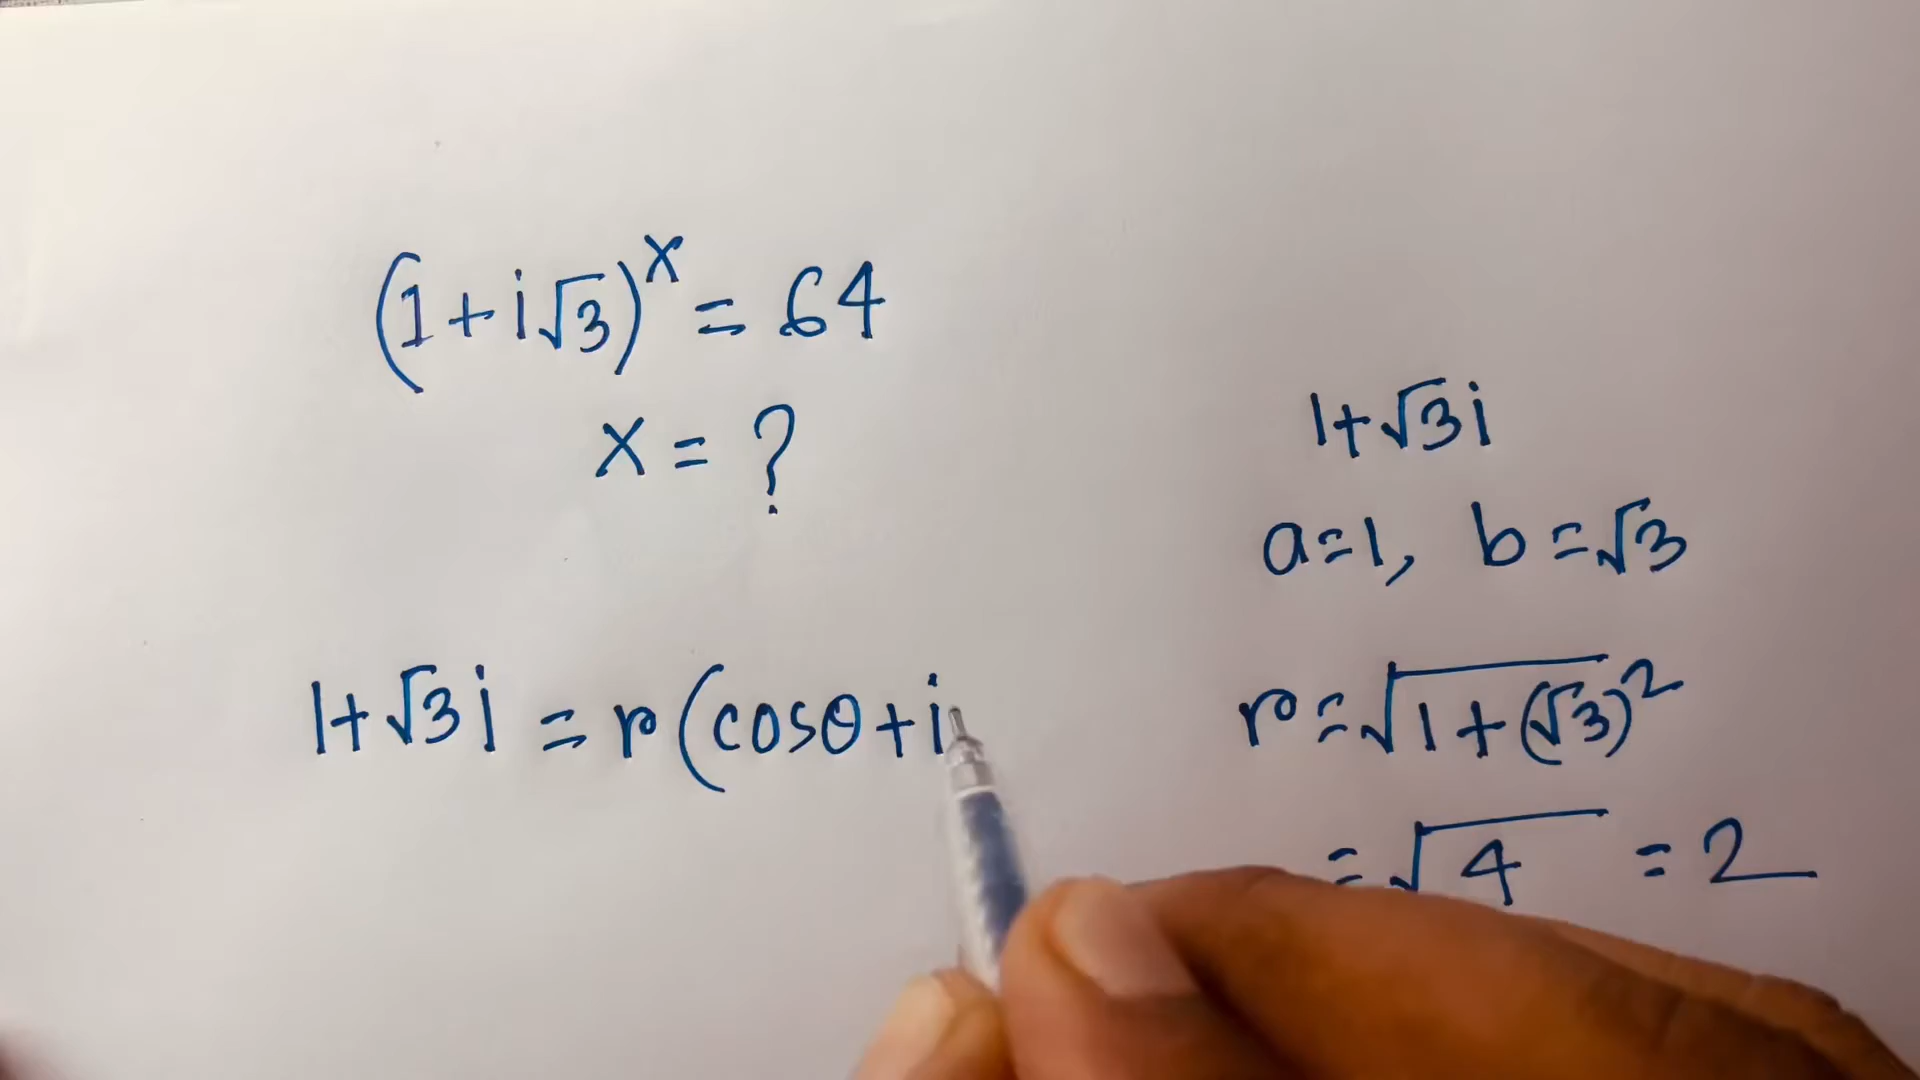 (1+i√3)^x = 64
x = ?
1+√3i
a=1, b=√3
r=√1+(√3)²
=√4 =2
1+√3i = r(cosθ+i